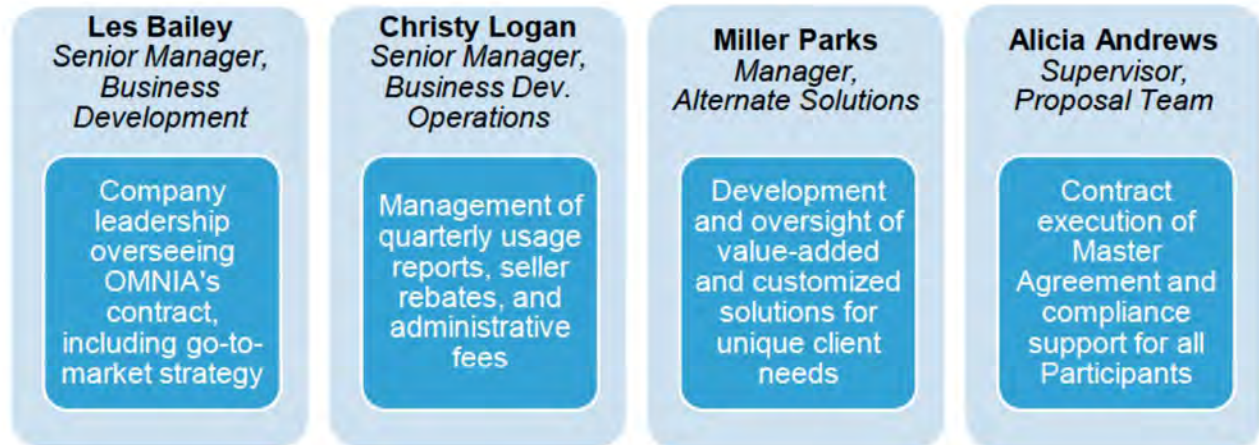 Les Bailey
Senior Manager,
Business
Development
Company
leadership
overseeing
OMNIA's
contract,
including go-to-
market strategy
Christy Logan
Senior Manager,
Business Dev.
Operations
Management of
quarterly usage
reports, seller
rebates, and
administrative
fees
Miller Parks
Manager,
Alternate Solutions
Development
and oversight of
value-added
and customized
solutions for
unique client
needs
Alicia Andrews
Supervisor,
Proposal Team
Contract
execution of
Master
Agreement and
compliance
support for all
Participants